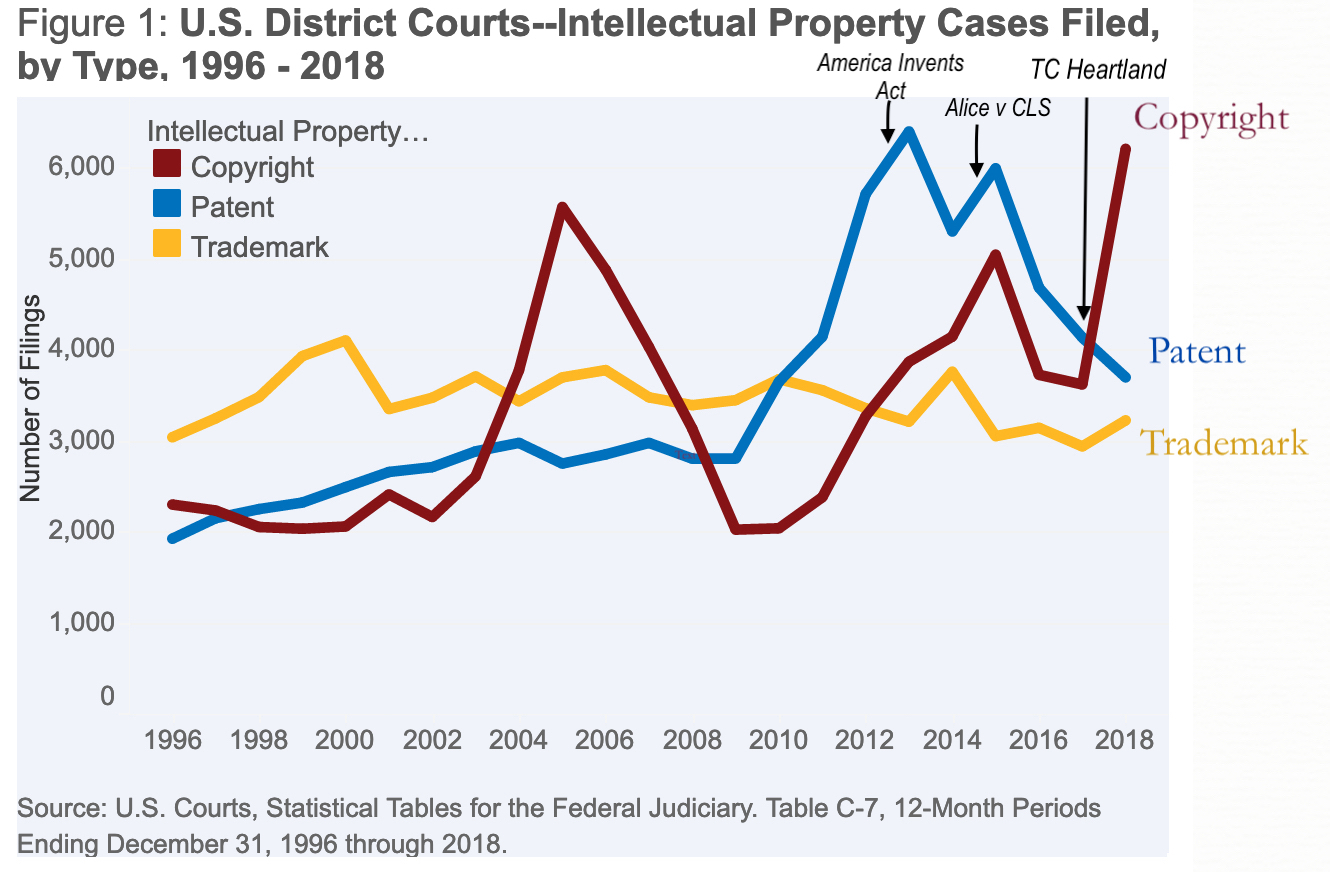 Figure 1: U.S. District Courts--Intellectual Property Cases Filed,
by Type, 1996 - 2018
America Invents
Act
TC Heartland
Alice v CLS
Copyright
Intellectual Property…
Copyright
Patent
Trademark
6,000
5,000
4,000
3,000
2,000
1,000
0
Number of Filings
Patent
Trademark
1996 1998 2000 2002 2004 2006 2008 2010 2012 2014 2016 2018
Source: U.S. Courts, Statistical Tables for the Federal Judiciary. Table C-7, 12-Month Periods
Ending December 31, 1996 through 2018.